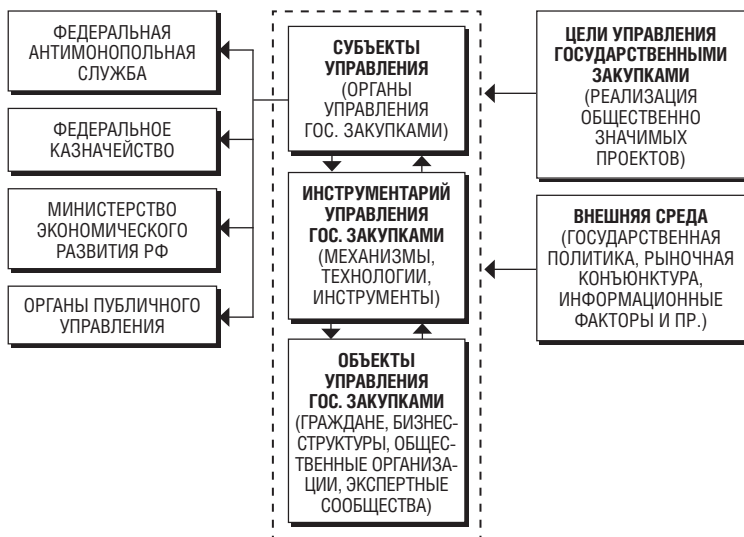 ФЕДЕРАЛЬНАЯ
АНТИМОНОПОЛЬНАЯ
СЛУЖБА
ФЕДЕРАЛЬНОЕ
КАЗНАЧЕЙСТВО
МИНИСТЕРСТВО
ЭКОНОМИЧЕСКОГО
РАЗВИТИЯ РФ
ОРГАНЫ ПУБЛИЧНОГО
УПРАВЛЕНИЯ
СУБЪЕКТЫ
УПРАВЛЕНИЯ
(ОРГАНЫ
УПРАВЛЕНИЯ
ГОС. ЗАКУПКАМИ)
ИНСТРУМЕНТАРИЙ
УПРАВЛЕНИЯ
ГОС. ЗАКУПКАМИ
(МЕХАНИЗМЫ,
ТЕХНОЛОГИИ,
ИНСТРУМЕНТЫ)
ОБЪЕКТЫ
УПРАВЛЕНИЯ
ГОС. ЗАКУПКАМИ
(ГРАЖДАНЕ, БИЗНЕС-
СТРУКТУРЫ, ОБЩЕС-
ТВЕННЫЕ ОРГАНИЗА-
ЦИИ, ЭКСПЕРТНЫЕ
СООБЩЕСТВА)
ЦЕЛИ УПРАВЛЕНИЯ
ГОСУДАРСТВЕННЫМИ
ЗАКУПКАМИ
(РЕАЛИЗАЦИЯ
ОБЩЕСТВЕННО
ЗНАЧИМЫХ
ПРОЕКТОВ)
ВНЕШНЯЯ СРЕДА
(ГОСУДАРСТВЕННАЯ
ПОЛИТИКА, РЫНОЧНАЯ
КОНЪЮНКТУРА,
ИНФОРМАЦИОННЫЕ
ФАКТОРЫ И ПР.)